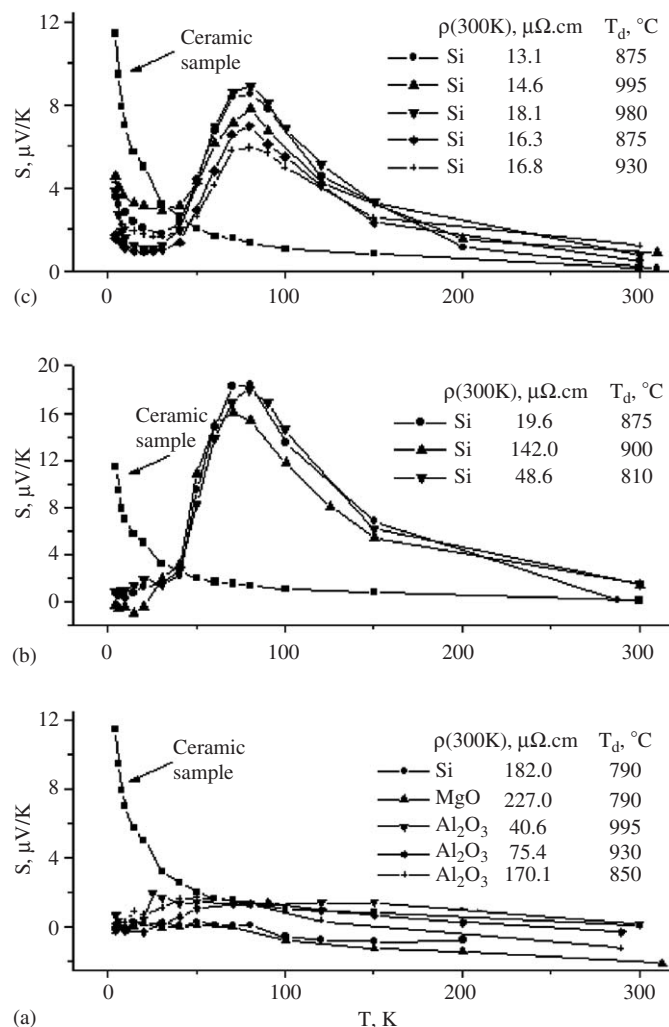 12
8
4
0
S, µV/K
Ceramic
sample
ρ(300K), µΩ.cm T_d, °C
Si 13.1 875
Si 14.6 995
Si 18.1 980
Si 16.3 875
Si 16.8 930
0 100 200 300
(c)
20
16
12
8
4
0
S, µV/K
Ceramic
sample
ρ(300K), µΩ.cm T_d, °C
Si 19.6 875
Si 142.0 900
Si 48.6 810
0 100 200 300
(b)
12
8
4
0
S, µV/K
Ceramic
sample
ρ(300K), µΩ.cm T_d, °C
Si 182.0 790
MgO 227.0 790
Al₂O₃ 40.6 995
Al₂O₃ 75.4 930
Al₂O₃ 170.1 850
0 100 200 300
(a)
T, K